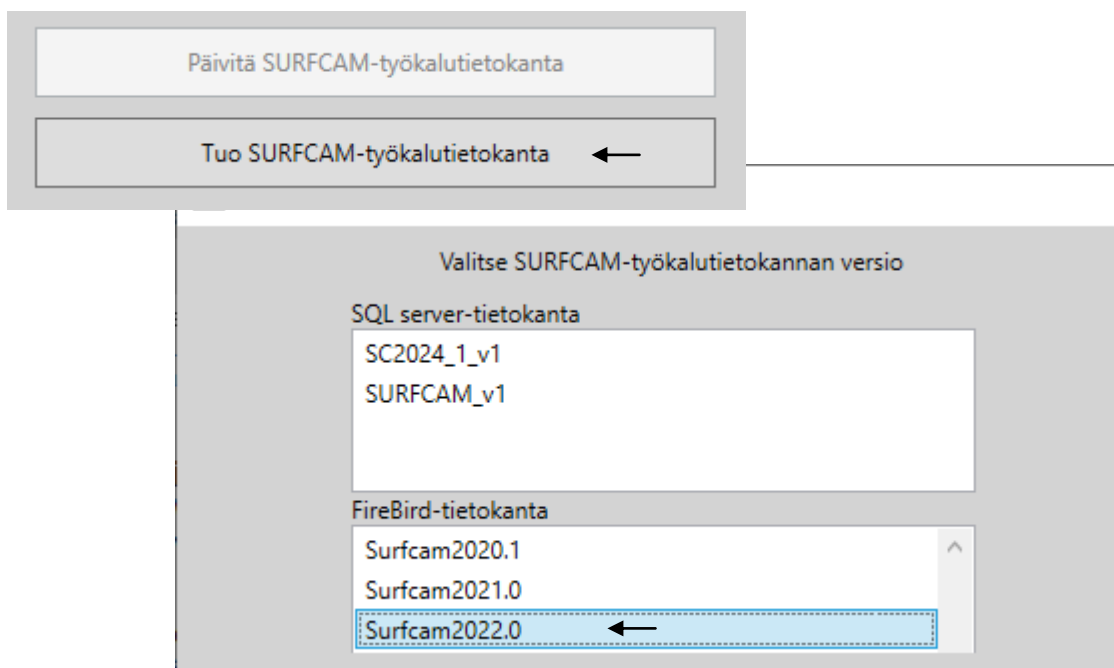 Päivitä SURFCAM-työkalutietokanta
Tuo SURFCAM-työkalutietokanta
Valitse SURFCAM-työkalutietokannan versio
SQL server-tietokanta
SC2024_1_v1
SURFCAM_v1
FireBird-tietokanta
Surfcam2020.1
Surfcam2021.0
Surfcam2022.0